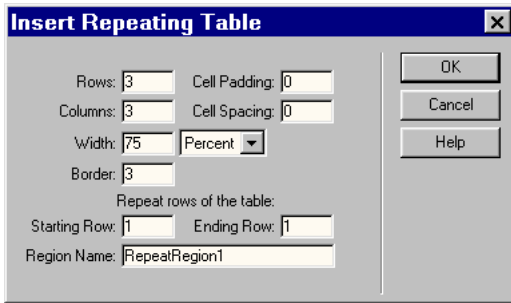 Insert Repeating Table
Rows: 3 Cell Padding: 0 OK
Columns: 3 Cell Spacing: 0 Cancel
Width: 75 Percent Help
Border: 3
Repeat rows of the table:
Starting Row: 1 Ending Row: 1
Region Name: RepeatRegion1